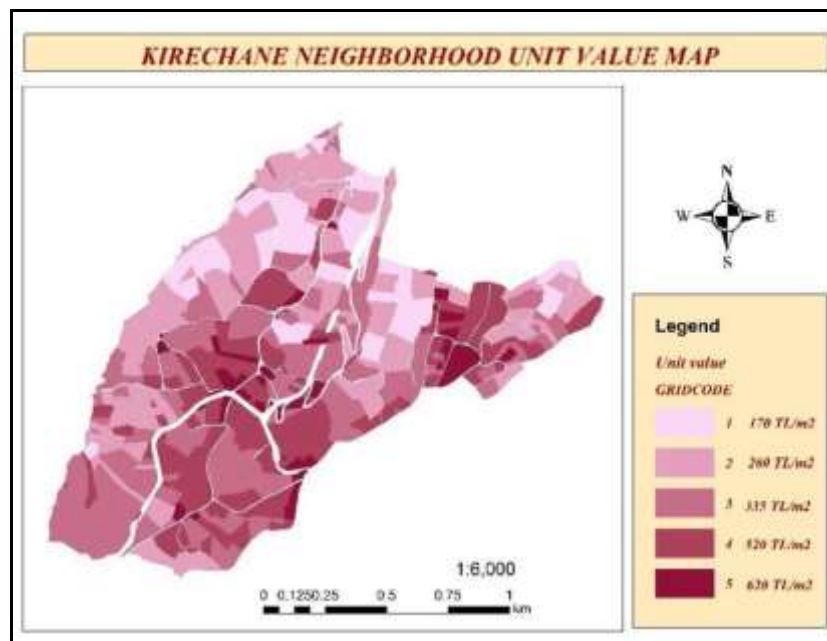 KIRECHANE NEIGHBORHOOD UNIT VALUE MAP
N
W E
S
Legend
Unit value
GRIDCODE
1 170 TL/m2
2 260 TL/m2
3 335 TL/m2
4 520 TL/m2
5 620 TL/m2
1:6,000
0 0.1250.25 0.5 0.75 1
km